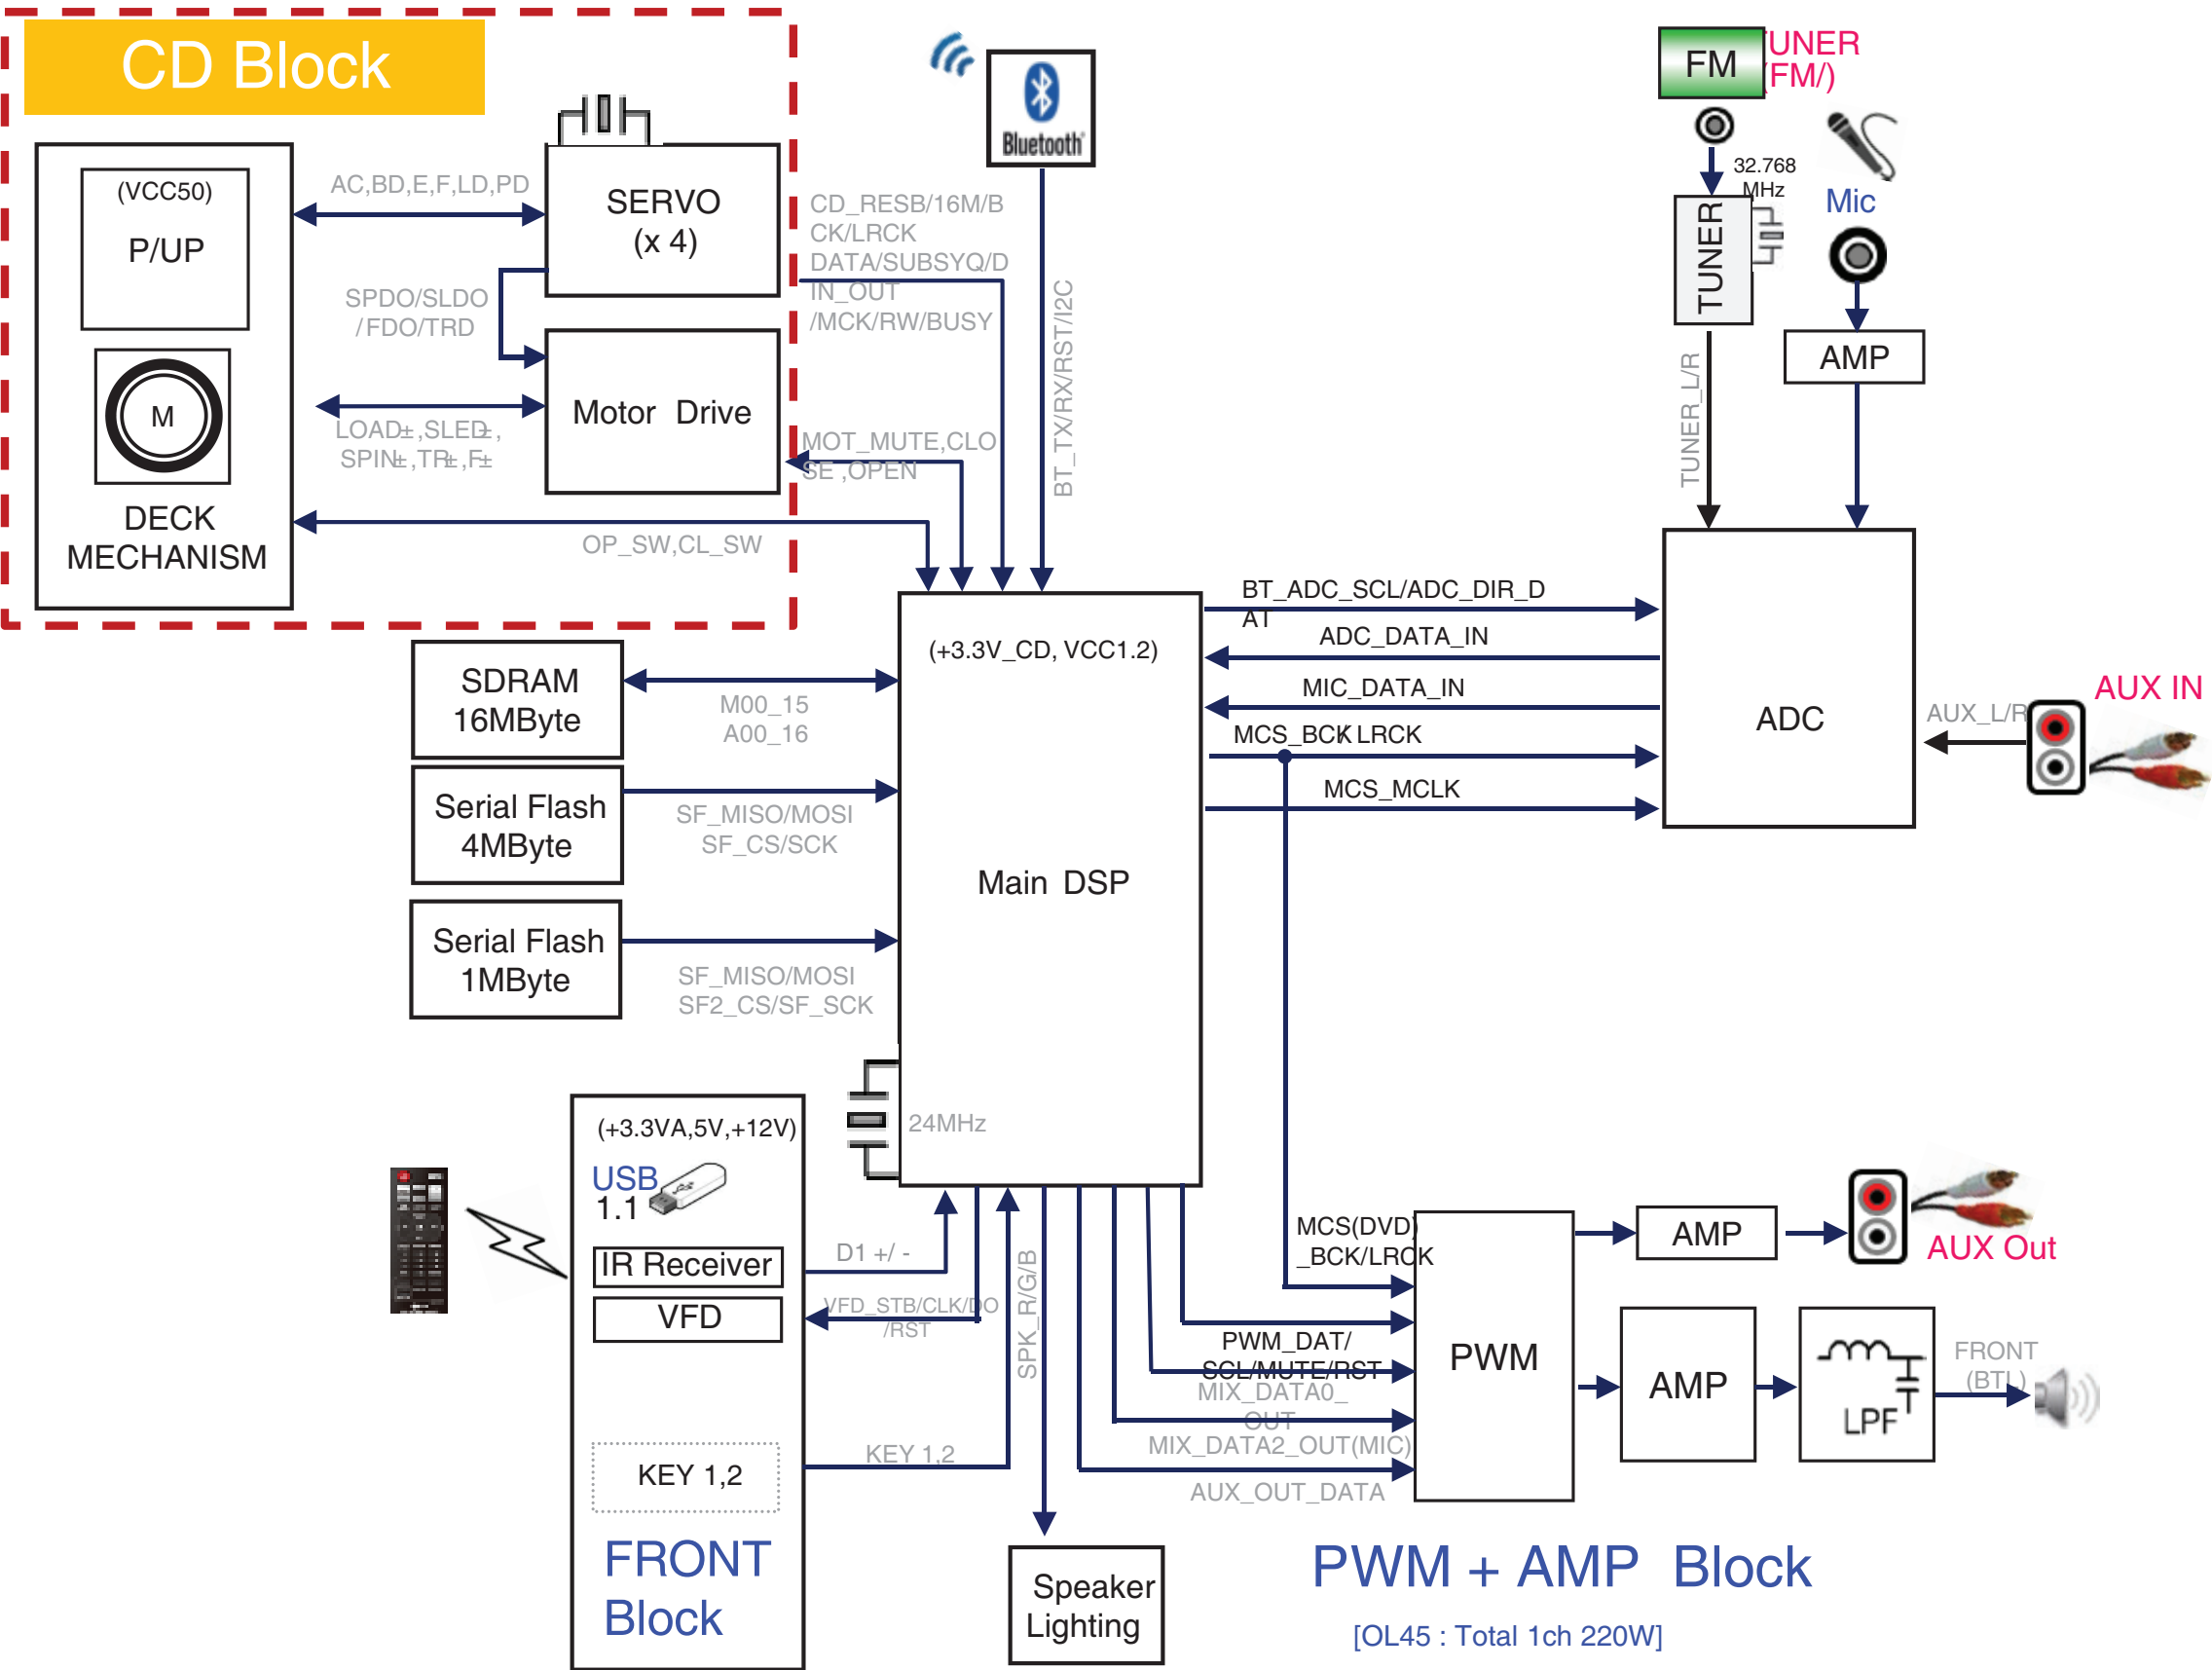 CD Block
(VCC50)
P/UP
M
DECK
MECHANISM
AC,BD,E,F,LD,PD
SERVO
(x 4)
SPDO/SLDO
/FDO/TRD
Motor Drive
LOAD±,SLED±,
SPIN±,TR±,F±
OP_SW,CL_SW
CD_RESB/16M/B
CK/LRCK
DATA/SUBSYQ/D
IN_OUT
/MCK/RW/BUSY
MOT_MUTE,CLO
SE ,OPEN
Bluetooth
BT_TX/RX/RST/I2C
FM
UNER
(FM/)
32.768
MHz
TUNER
TUNER_L/R
Mic
AMP
ADC
AUX_L/R
AUX IN
BT_ADC_SCL/ADC_DIR_D
AT
ADC_DATA_IN
MIC_DATA_IN
MCS_BCK/LRCK
MCS_MCLK
(+3.3V_CD, VCC1.2)
Main DSP
24MHz
SDRAM
16MByte
M00_15
A00_16
Serial Flash
4MByte
SF_MISO/MOSI
SF_CS/SCK
Serial Flash
1MByte
SF_MISO/MOSI
SF2_CS/SF_SCK
(+3.3VA,5V,+12V)
USB
1.1
IR Receiver
VFD
KEY 1,2
FRONT
Block
D1 +/ -
VFD_STB/CLK/DO
/RST
KEY 1,2
SPK_R/G/B
Speaker
Lighting
MCS(DVD)
_BCK/LRCK
PWM_DAT/
SCL/MUTE/RST
MIX_DATA0_
OUT
MIX_DATA2_OUT(MIC)
AUX_OUT_DATA
PWM
AMP
AUX Out
AMP
LPF
FRONT
(BTL)
PWM + AMP Block
[OL45 : Total 1ch 220W]